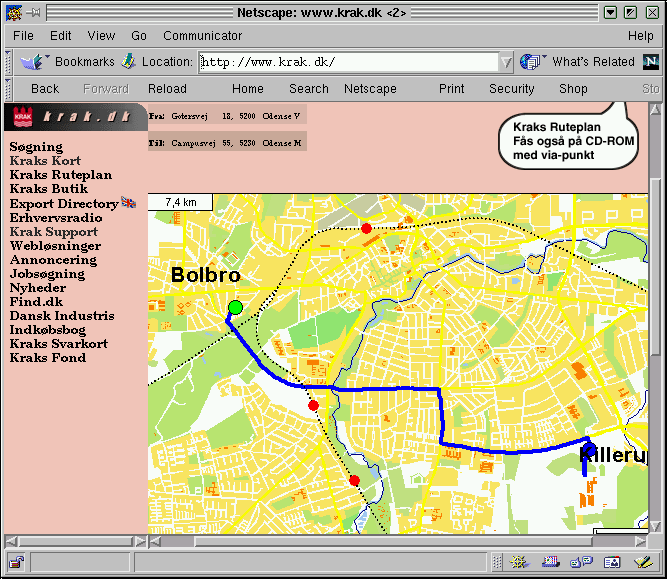 Netscape: www.krak.dk <2>
File Edit View Go Communicator Help
Bookmarks Location: http://www.krak.dk/ What's Related N
Back Forward Reload Home Search Netscape Print Security Shop Sto
KRAK krak.dk
Søgning
Kraks Kort
Kraks Ruteplan
Kraks Butik
Export Directory
Erhvervsradio
Krak Support
Webløsninger
Annoncering
Jobsøgning
Nyheder
Find.dk
Dansk Industris
Indkøbsbog
Kraks Svarkort
Kraks Fond
Fra: Gøtersvej 18, 5200 Odense V
Til: Campusvej 55, 5230 Odense M
Kraks Ruteplan
Fås også på CD-ROM
med via-punkt
7,4 km
Bolbro
Killerup